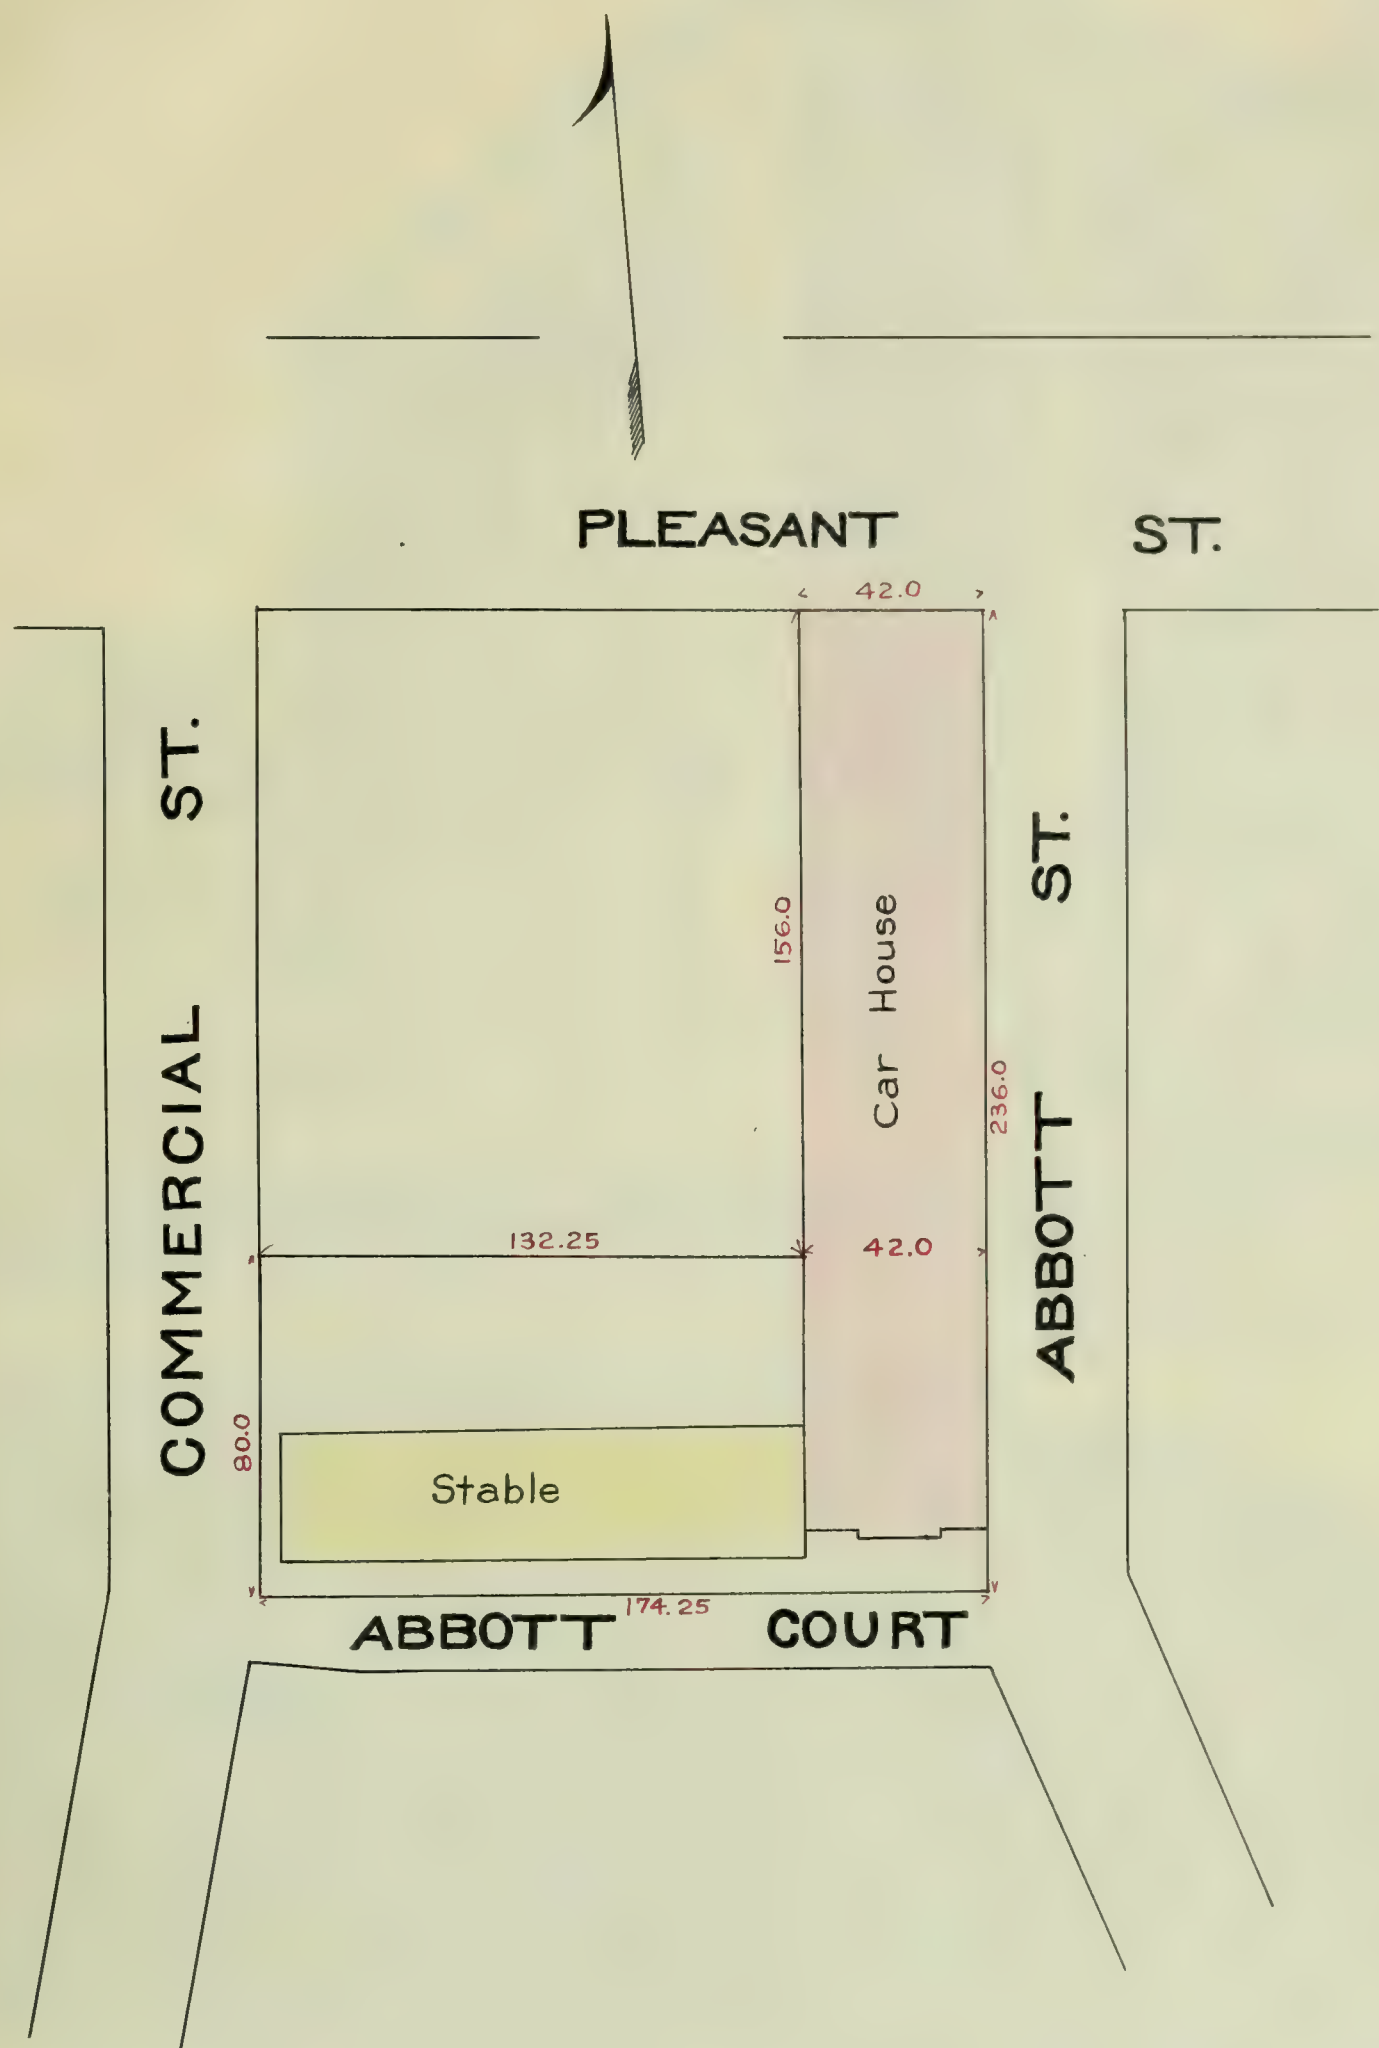 PLEASANT ST.
42.0
COMMERCIAL ST.
156.0
Car House
236.0
ABBOTT ST.
132.25
42.0
80.0
Stable
174.25
ABBOTT COURT